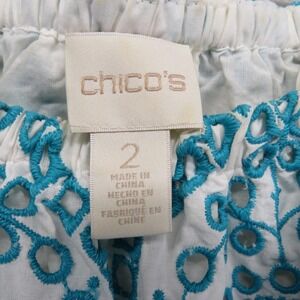 chico's
2
MADE IN
CHINA
HECHO EN
CHINA
FABRIQUÉ EN
CHINE